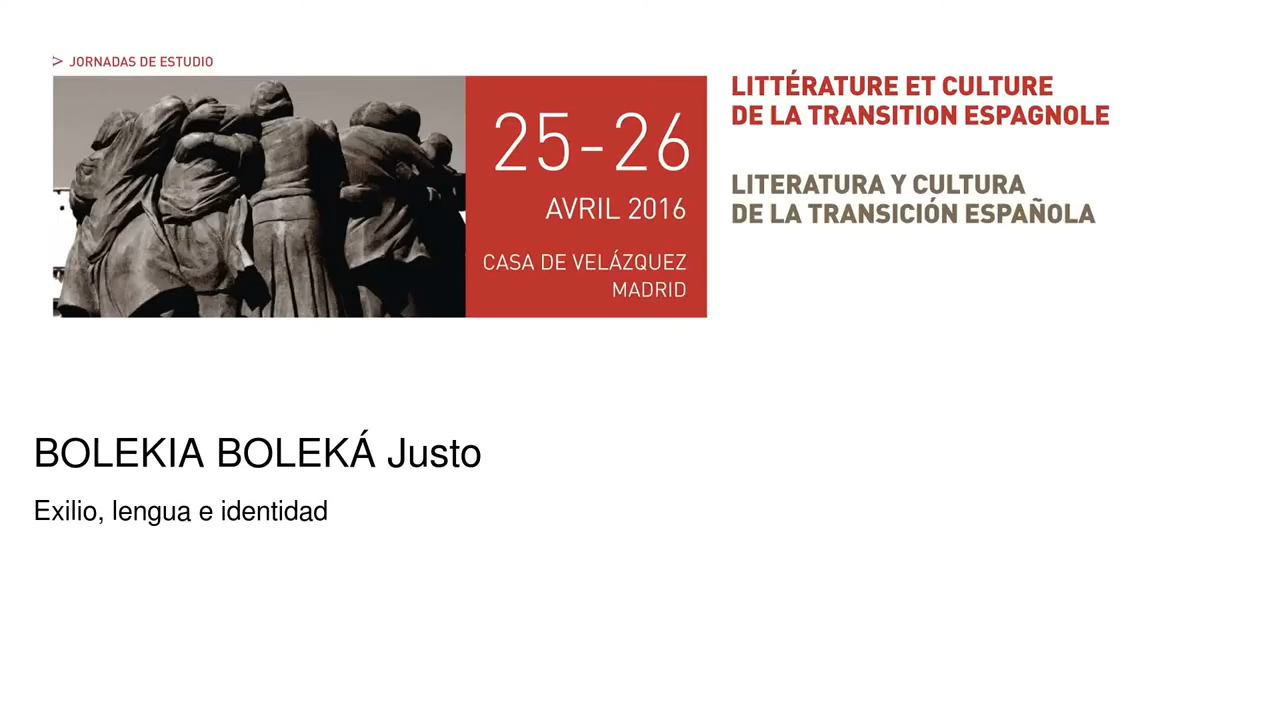 > JORNADAS DE ESTUDIO
25-26
AVRIL 2016
CASA DE VELÁZQUEZ
MADRID
LITTÉRATURE ET CULTURE
DE LA TRANSITION ESPAGNOLE
LITERATURA Y CULTURA
DE LA TRANSICIÓN ESPAÑOLA
BOLEKIA BOLEKÁ Justo
Exilio, lengua e identidad